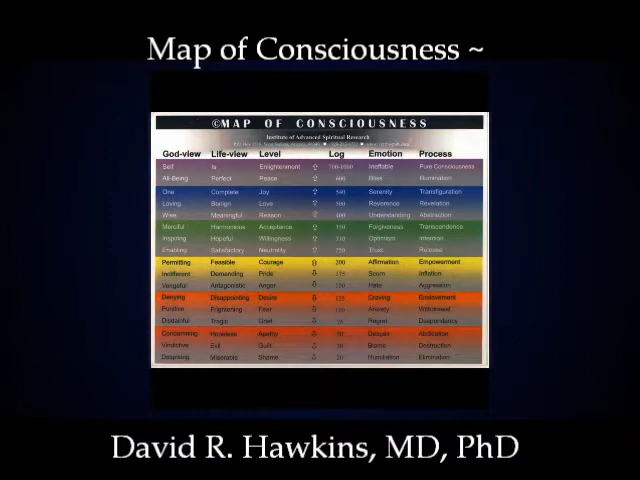 Map of Consciousness ~
©MAP OF CONSCIOUSNESS
Institute of Advanced Spiritual Research
God-view Life-view Level Log Emotion Process
Self Is Enlightenment ⇧ 700-1000 Ineffable Pure Consciousness
All-Being Perfect Peace ⇧ 600 Bliss Illumination
One Complete Joy ⇧ 540 Serenity Transfiguration
Loving Benign Love ⇧ 500 Reverence Revelation
Wise Meaningful Reason ⇧ 400 Understanding Abstraction
Merciful Harmonious Acceptance ⇧ 350 Forgiveness Transcendence
Inspiring Hopeful Willingness ⇧ 310 Optimism Intention
Enabling Satisfactory Neutrality ⇧ 250 Trust Release
Permitting Feasible Courage 200 Affirmation Empowerment
Indifferent Demanding Pride ⇩ 175 Scorn Inflation
Vengeful Antagonistic Anger ⇩ 150 Hate Aggression
Denying Disappointing Desire ⇩ 125 Craving Enslavement
Punitive Frightening Fear ⇩ 100 Anxiety Withdrawal
Disdainful Tragic Grief ⇩ 75 Regret Despondency
Condemning Hopeless Apathy ⇩ 50 Despair Abdication
Vindictive Evil Guilt ⇩ 30 Blame Destruction
Despising Miserable Shame ⇩ 20 Humiliation Elimination
David R. Hawkins, MD, PhD